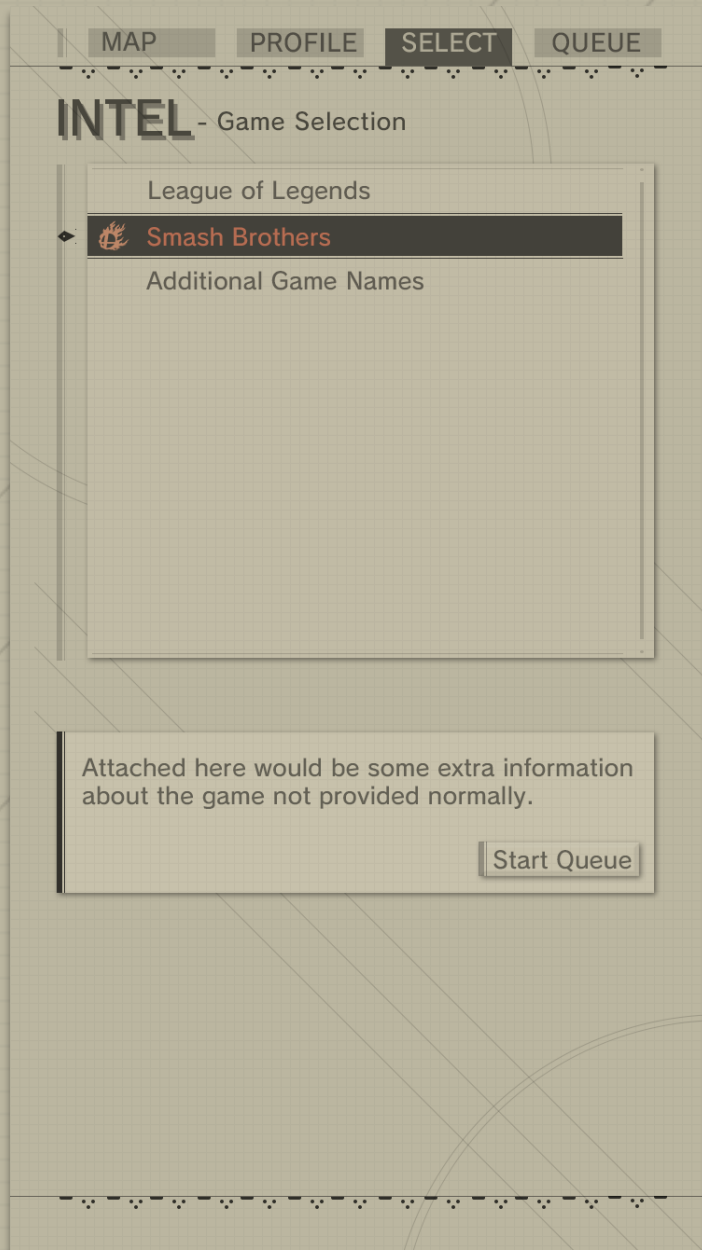 MAP PROFILE SELECT QUEUE
INTEL - Game Selection
League of Legends
Smash Brothers
Additional Game Names
Attached here would be some extra information
about the game not provided normally.
Start Queue